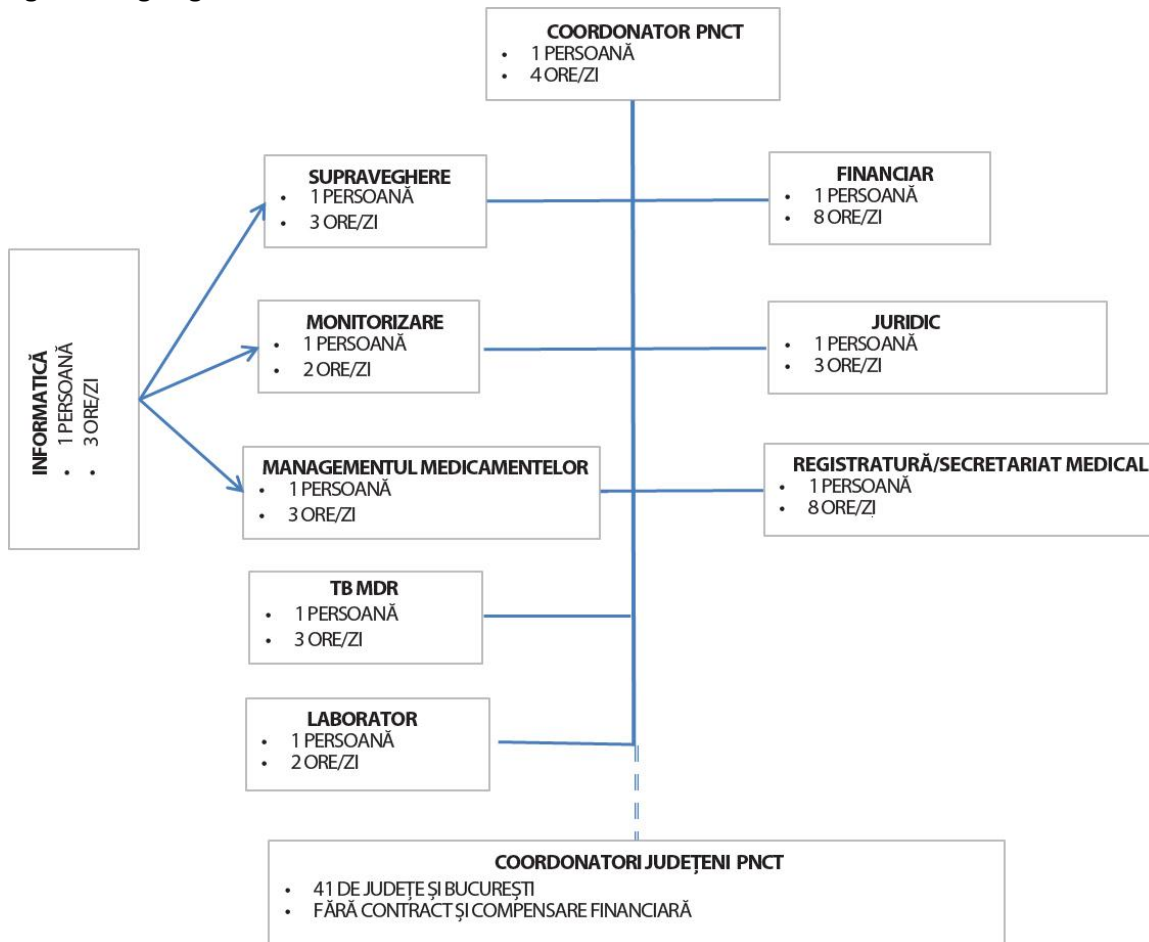 COORDONATOR PNCT
• 1 PERSOANĂ
• 4 ORE/ZI
SUPRAVEGHERE
• 1 PERSOANĂ
• 3 ORE/ZI
FINANCIAR
• 1 PERSOANĂ
• 8 ORE/ZI
INFORMATICĂ
• 1 PERSOANĂ
• 3 ORE/ZI
MONITORIZARE
• 1 PERSOANĂ
• 2 ORE/ZI
JURIDIC
• 1 PERSOANĂ
• 3 ORE/ZI
MANAGEMENTUL MEDICAMENTELOR
• 1 PERSOANĂ
• 3 ORE/ZI
REGISTRATURĂ/SECRETARIAT MEDICAL
• 1 PERSOANĂ
• 8 ORE/ZI
TB MDR
• 1 PERSOANĂ
• 3 ORE/ZI
LABORATOR
• 1 PERSOANĂ
• 2 ORE/ZI
COORDONATORI JUDEȚENI PNCT
• 41 DE JUDEȚE ȘI BUCUREȘTI
• FĂRĂ CONTRACT ȘI COMPENSARE FINANCIARĂ